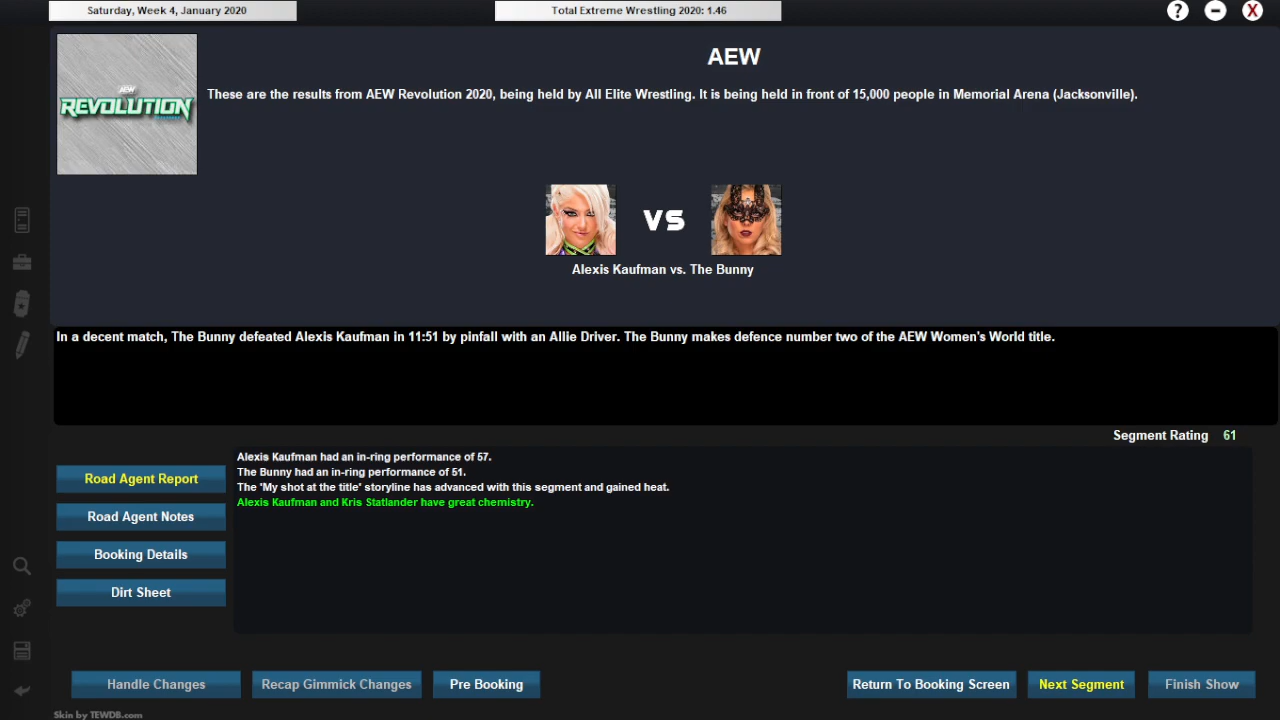 Saturday, Week 4, January 2020
Total Extreme Wrestling 2020: 1.46
?
X
AEW
AEW
REVOLUTION
These are the results from AEW Revolution 2020, being held by All Elite Wrestling. It is being held in front of 15,000 people in Memorial Arena (Jacksonville).
VS
Alexis Kaufman vs. The Bunny
In a decent match, The Bunny defeated Alexis Kaufman in 11:51 by pinfall with an Allie Driver. The Bunny makes defence number two of the AEW Women's World title.
Segment Rating 61
Road Agent Report
Road Agent Notes
Booking Details
Dirt Sheet
Alexis Kaufman had an in-ring performance of 57.
The Bunny had an in-ring performance of 51.
The 'My shot at the title' storyline has advanced with this segment and gained heat.
Alexis Kaufman and Kris Statlander have great chemistry.
Handle Changes
Recap Gimmick Changes
Pre Booking
Return To Booking Screen
Next Segment
Finish Show
Skin by TEWDB.com